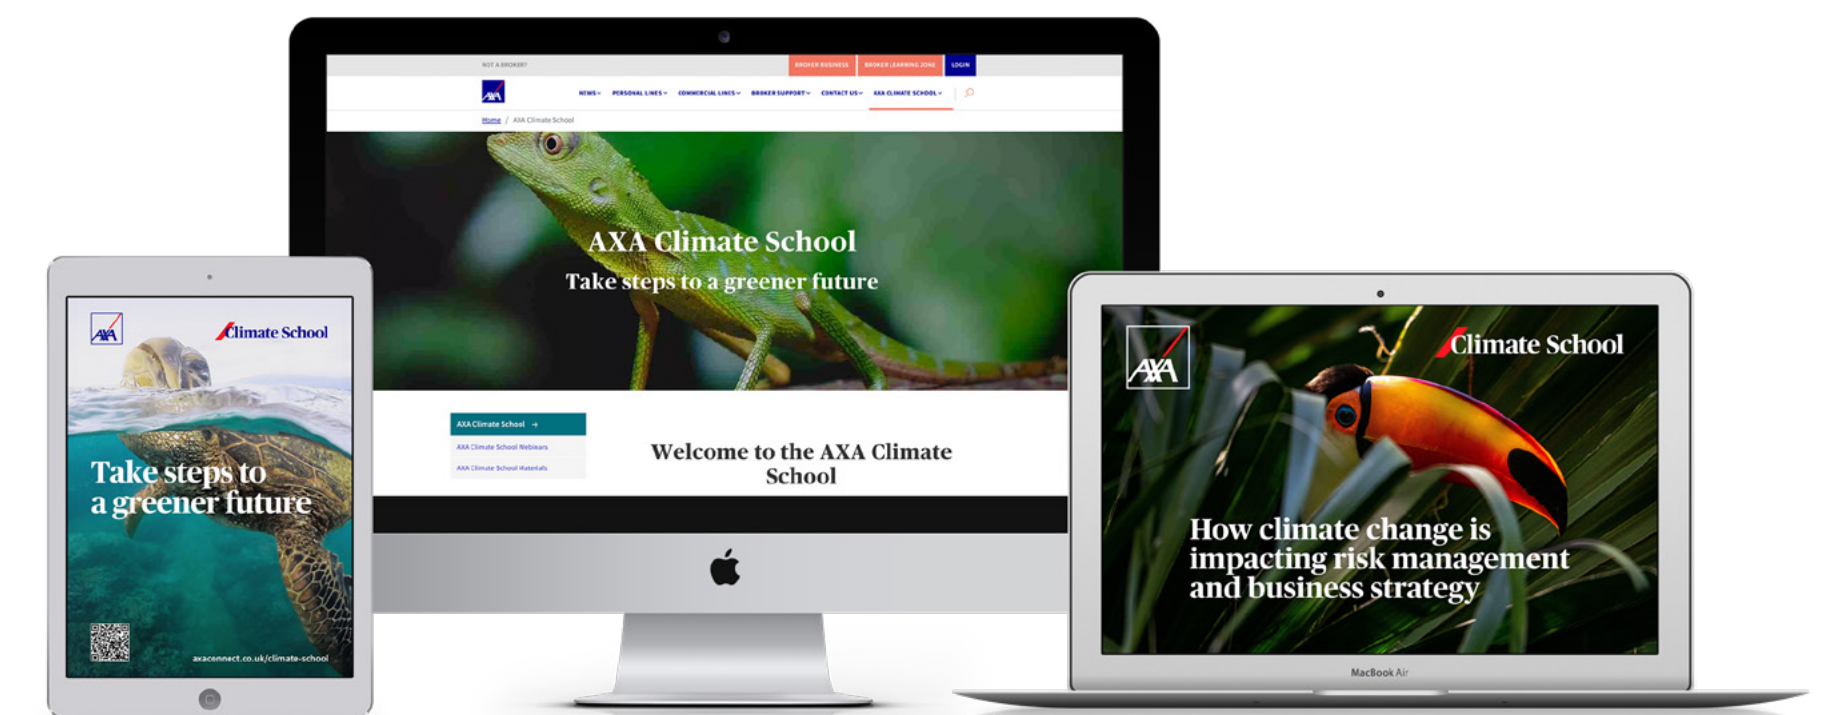 NOT A BROKER?
BROKER BUSINESS
BROKER LEARNING ZONE
LOGIN
AXA
NEWS
PERSONAL LINES
COMMERCIAL LINES
BROKER SUPPORT
CONTACT US
AXA CLIMATE SCHOOL
Home / AXA Climate School
AXA Climate School
Take steps to a greener future
AXA Climate School →
AXA Climate School Webinars
AXA Climate School Materials
Welcome to the AXA Climate
School
AXA
Climate School
Take steps to
a greener future
axaconnect.co.uk/climate-school
AXA
Climate School
How climate change is
impacting risk management
and business strategy
MacBook Air